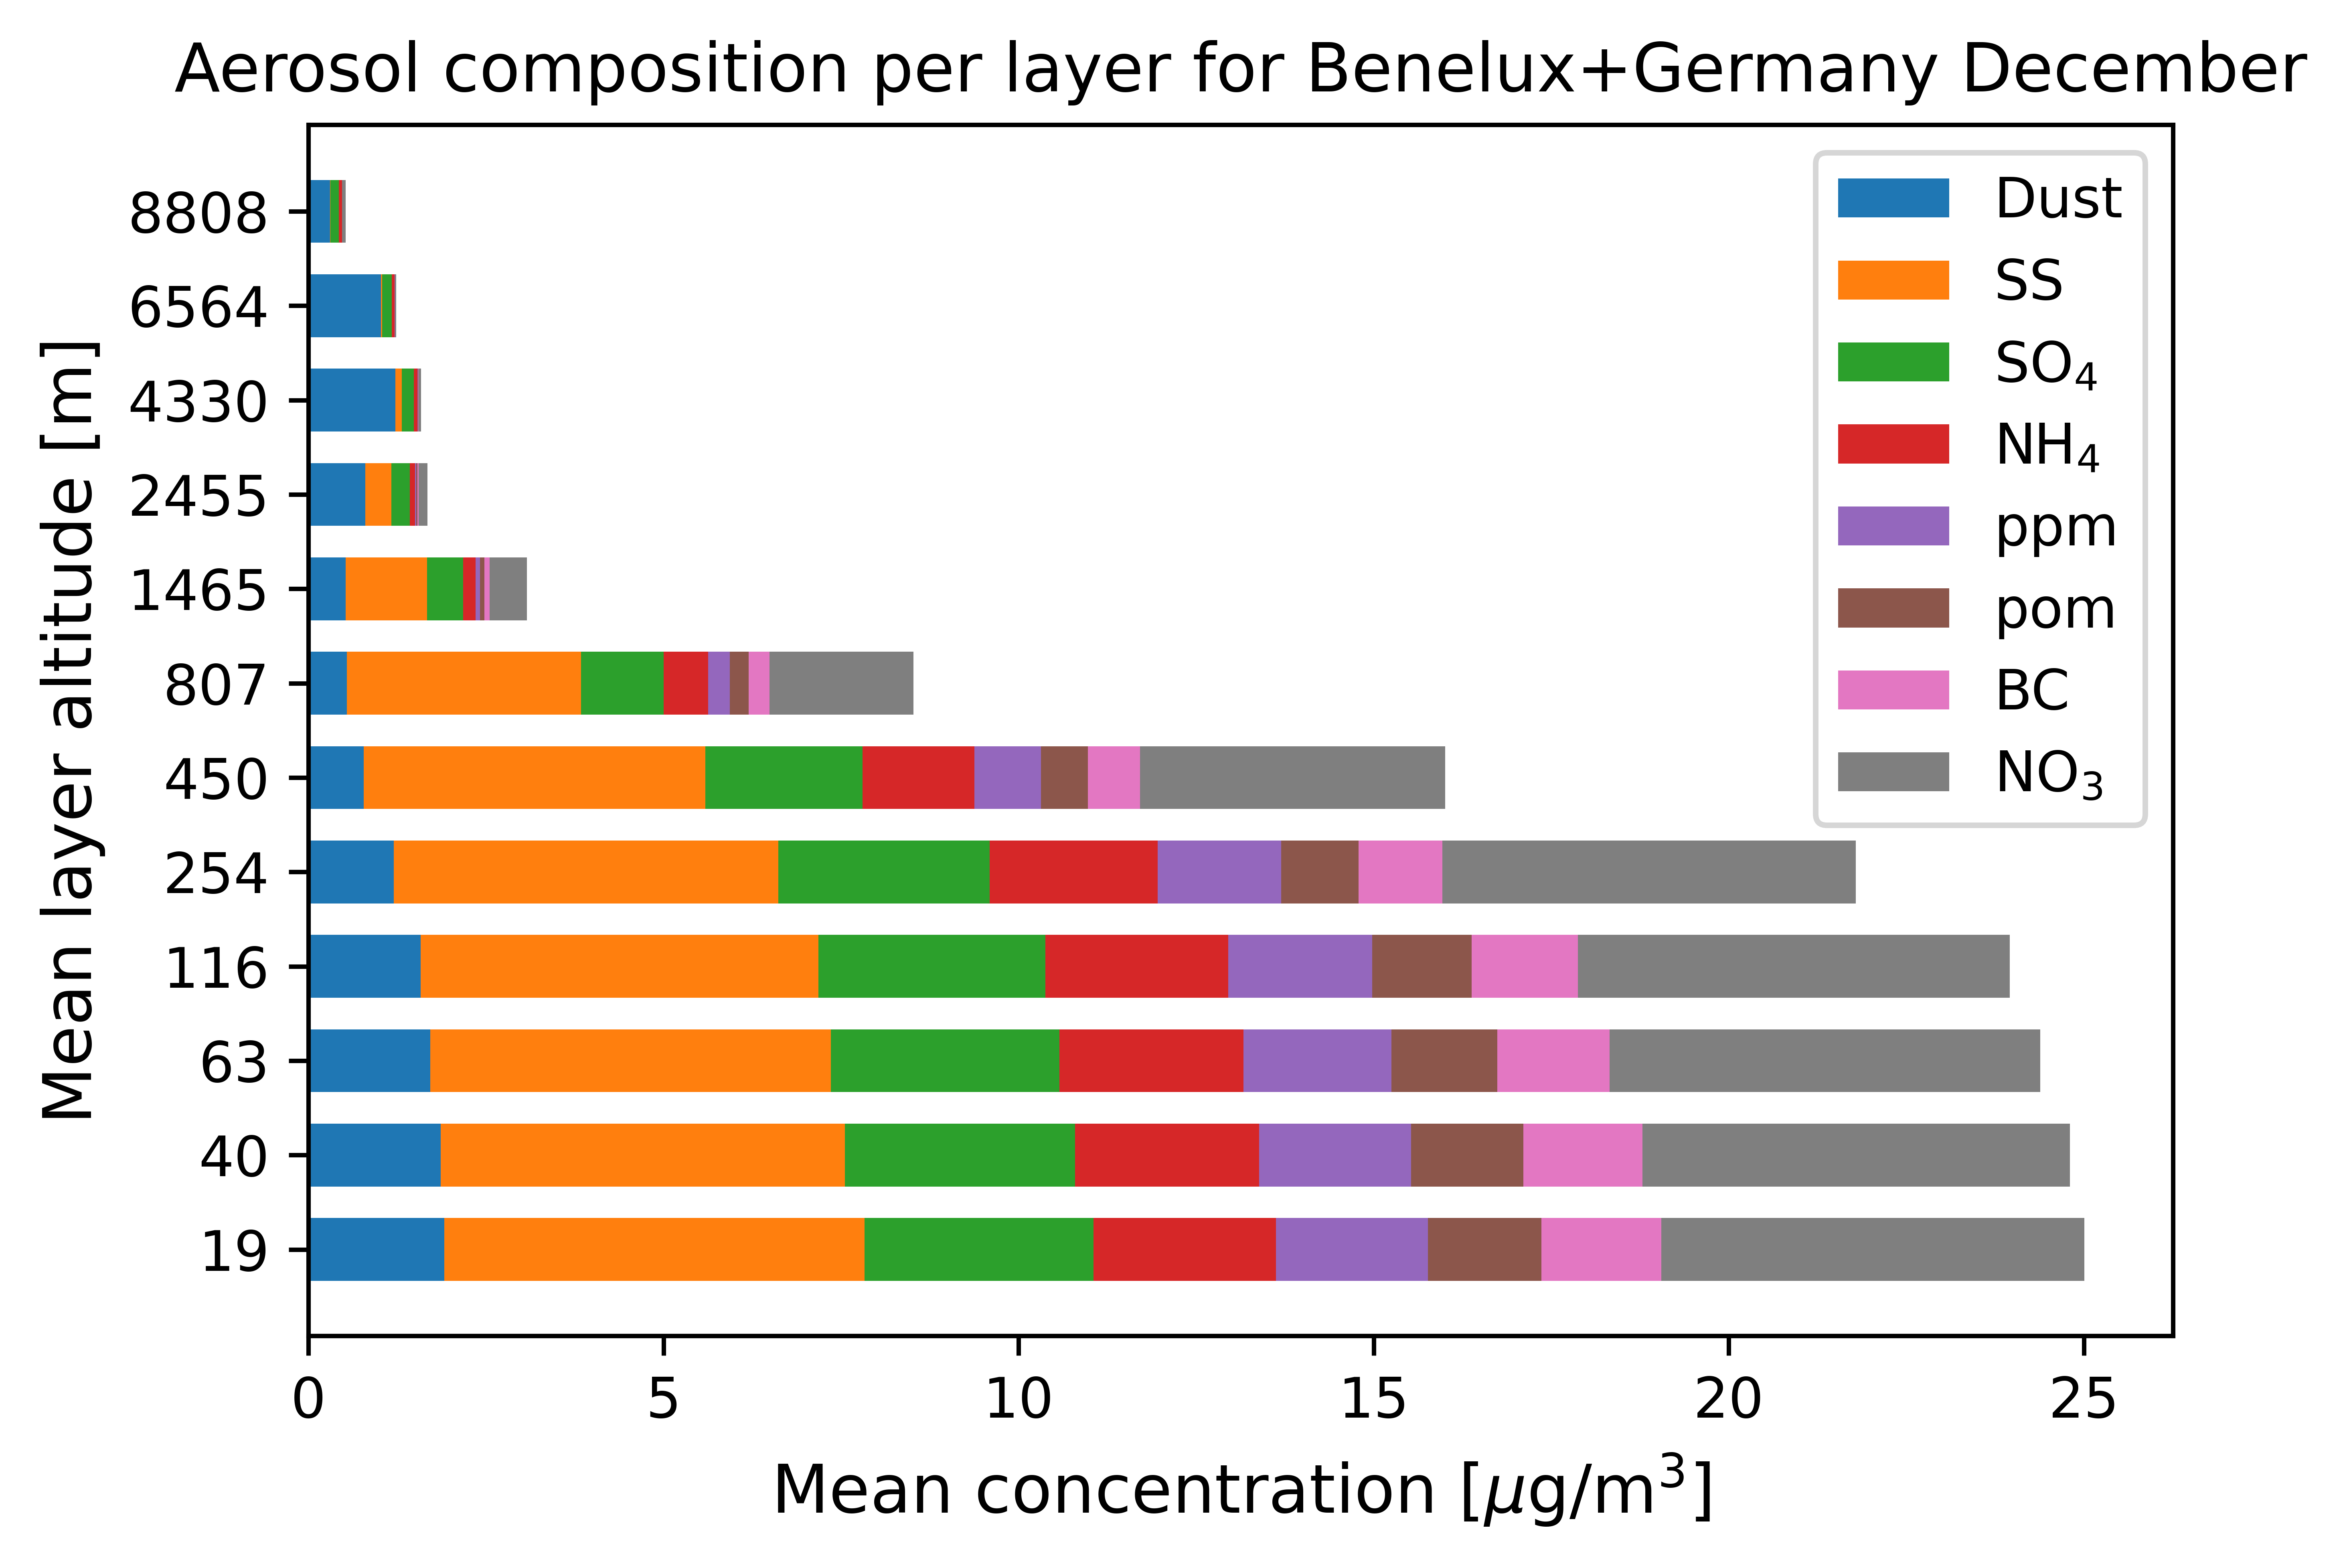 Aerosol composition per layer for Benelux+Germany December
Mean layer altitude [m]
8808
6564
4330
2455
1465
807
450
254
116
63
40
19
Dust
SS
SO₄
NH₄
ppm
pom
BC
NO₃
0 5 10 15 20 25
Mean concentration [μg/m³]